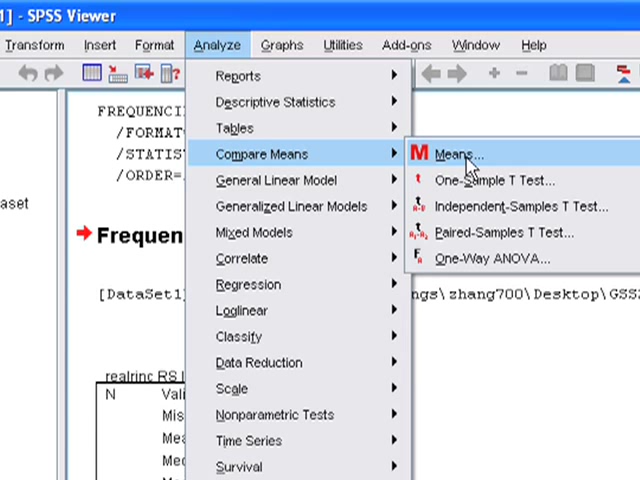 1] - SPSS Viewer
Transform Insert Format Analyze Graphs Utilities Add-ons Window Help
Reports
Descriptive Statistics
Tables
Compare Means
General Linear Model
Generalized Linear Models
Mixed Models
Correlate
Regression
Loglinear
Classify
Data Reduction
Scale
Nonparametric Tests
Time Series
Survival
M Means...
t One-Sample T Test...
Independent-Samples T Test...
Paired-Samples T Test...
One-Way ANOVA...
FREQUENCI
/FORMAT
/STATIS
/ORDER=
aset
Frequen
[DataSet1] ngs\zhang700\Desktop\GSS
realrinc RS I
N Vali
Mis
Mea
Med